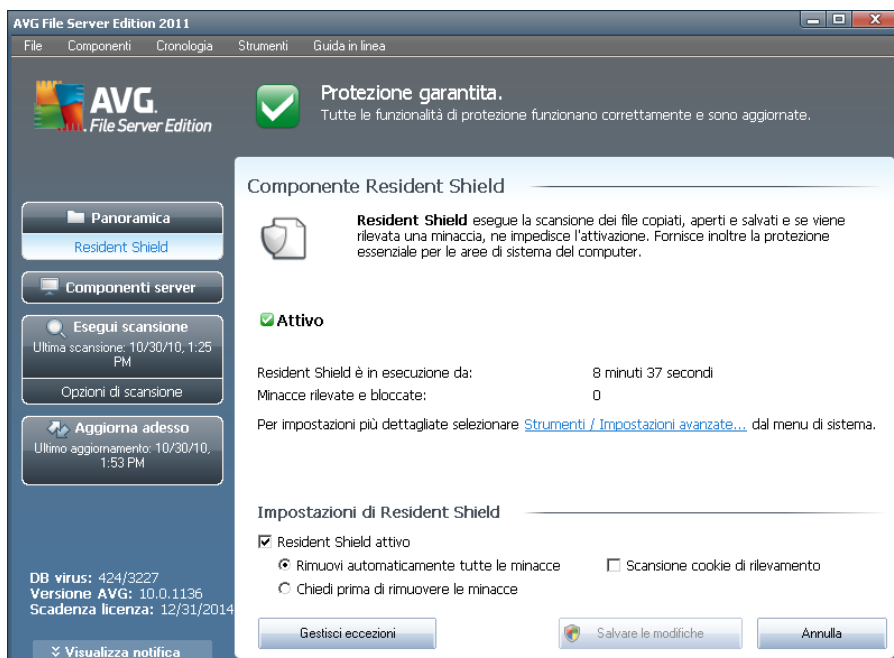 AVG File Server Edition 2011
File Componenti Cronologia Strumenti Guida in linea
AVG.
File Server Edition
Protezione garantita.
Tutte le funzionalità di protezione funzionano correttamente e sono aggiornate.
Panoramica
Resident Shield
Componenti server
Esegui scansione
Ultima scansione: 10/30/10, 1:25
PM
Opzioni di scansione
Aggiorna adesso
Ultimo aggiornamento: 10/30/10,
1:53 PM
DB virus: 424/3227
Versione AVG: 10.0.1136
Scadenza licenza: 12/31/2014
Visualizza notifica
Componente Resident Shield
Resident Shield esegue la scansione dei file copiati, aperti e salvati e se viene
rilevata una minaccia, ne impedisce l'attivazione. Fornisce inoltre la protezione
essenziale per le aree di sistema del computer.
Attivo
Resident Shield è in esecuzione da: 8 minuti 37 secondi
Minacce rilevate e bloccate: 0
Per impostazioni più dettagliate selezionare Strumenti / Impostazioni avanzate... dal menu di sistema.
Impostazioni di Resident Shield
Resident Shield attivo
Rimuovi automaticamente tutte le minacce Scansione cookie di rilevamento
Chiedi prima di rimuovere le minacce
Gestisci eccezioni Salvare le modifiche Annulla